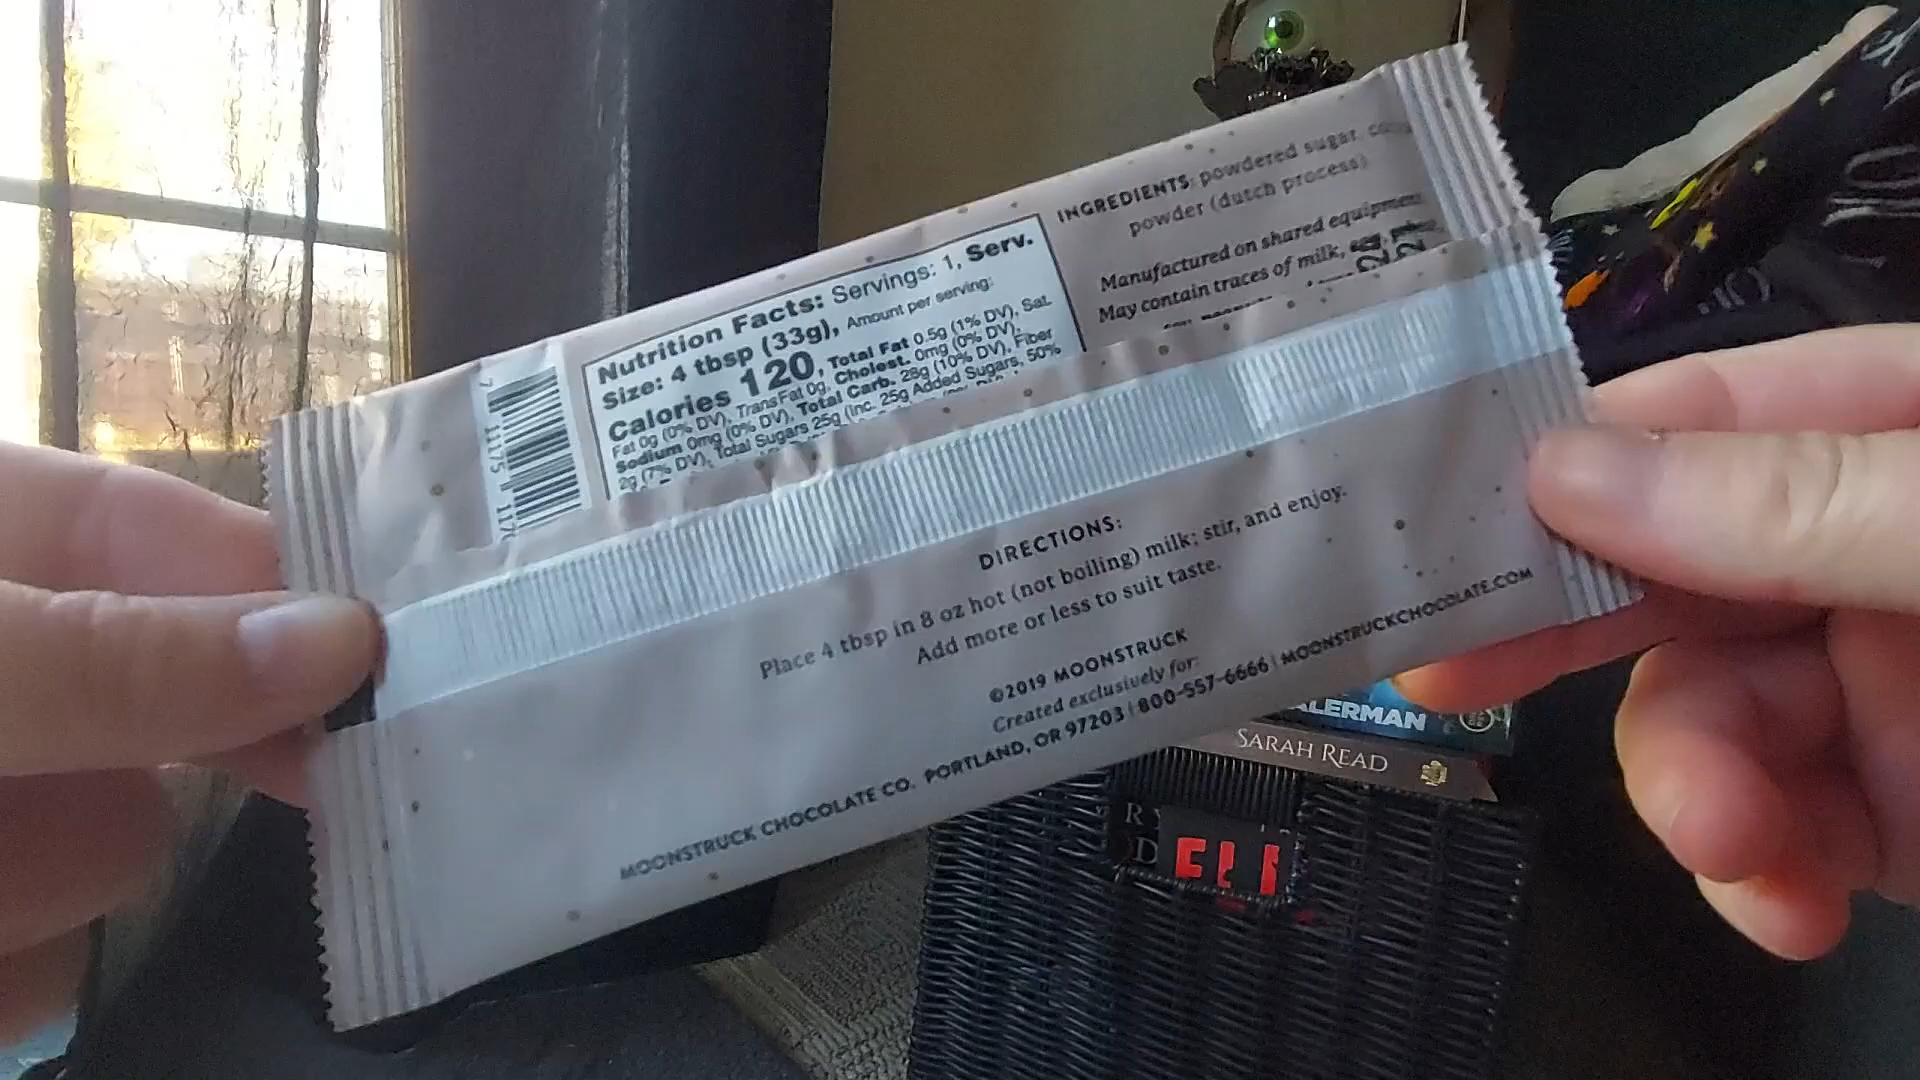 INGREDIENTS: powdered sugar,
powder (dutch process)
Manufactured on shared equipment
May contain traces of milk,
Nutrition Facts: Servings: 1, Serv.
Size: 4 tbsp (33g), Amount per serving:
Calories 120, Total Fat 0.5g (1% DV), Sat.
Fat 0g (0% DV), Trans Fat 0g, Cholest. 0mg (0% DV),
Sodium 0mg (0% DV), Total Carb. 28g (10% DV), Fiber
2g (7% DV), Total Sugars 25g (Inc. 25g Added Sugars, 50%
DIRECTIONS:
Place 4 tbsp in 8 oz hot (not boiling) milk; stir, and enjoy.
Add more or less to suit taste.
©2019 MOONSTRUCK
Created exclusively for:
MOONSTRUCK CHOCOLATE CO. PORTLAND, OR 97203 | 800-557-6666 | MOONSTRUCKCHOCOLATE.COM
ALERMAN
SARAH READ